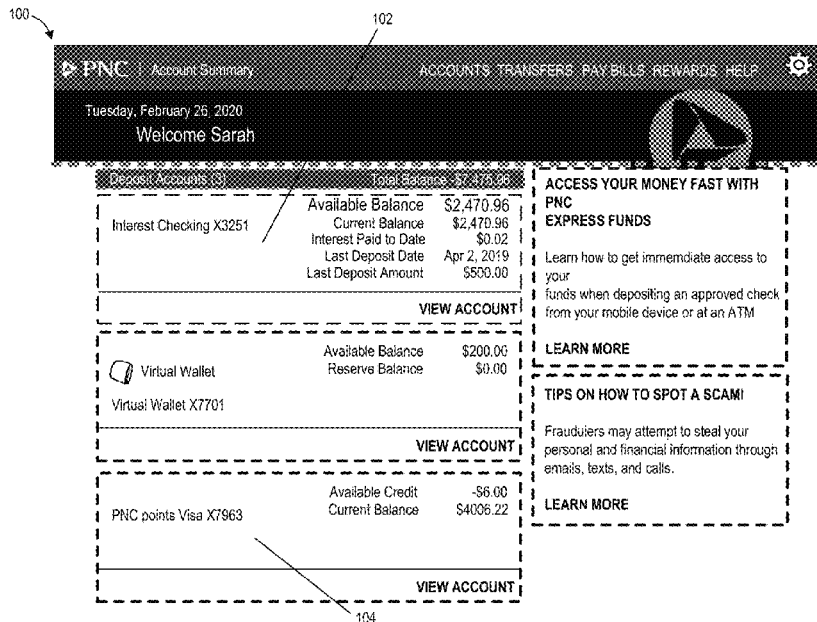 100
102
PNC | Account Summary
ACCOUNTS TRANSFERS PAY BILLS REWARDS HELP
Tuesday, February 26, 2020
Welcome Sarah
Deposit Accounts (3) Total Balance $7,475.96
Interest Checking X3251
Available Balance $2,470.96
Current Balance $2,470.96
Interest Paid to Date $0.02
Last Deposit Date Apr 2, 2019
Last Deposit Amount $500.00
VIEW ACCOUNT
Virtual Wallet
Virtual Wallet X7701
Available Balance $200.00
Reserve Balance $0.00
VIEW ACCOUNT
PNC points Visa X7963
Available Credit -$6.00
Current Balance $4006.22
VIEW ACCOUNT
104
ACCESS YOUR MONEY FAST WITH
PNC
EXPRESS FUNDS
Learn how to get immemdiate access to
your
funds when depositing an approved check
from your mobile device or at an ATM
LEARN MORE
TIPS ON HOW TO SPOT A SCAM!
Fraudulers may attempt to steal your
personal and financial information through
emails, texts, and calls.
LEARN MORE